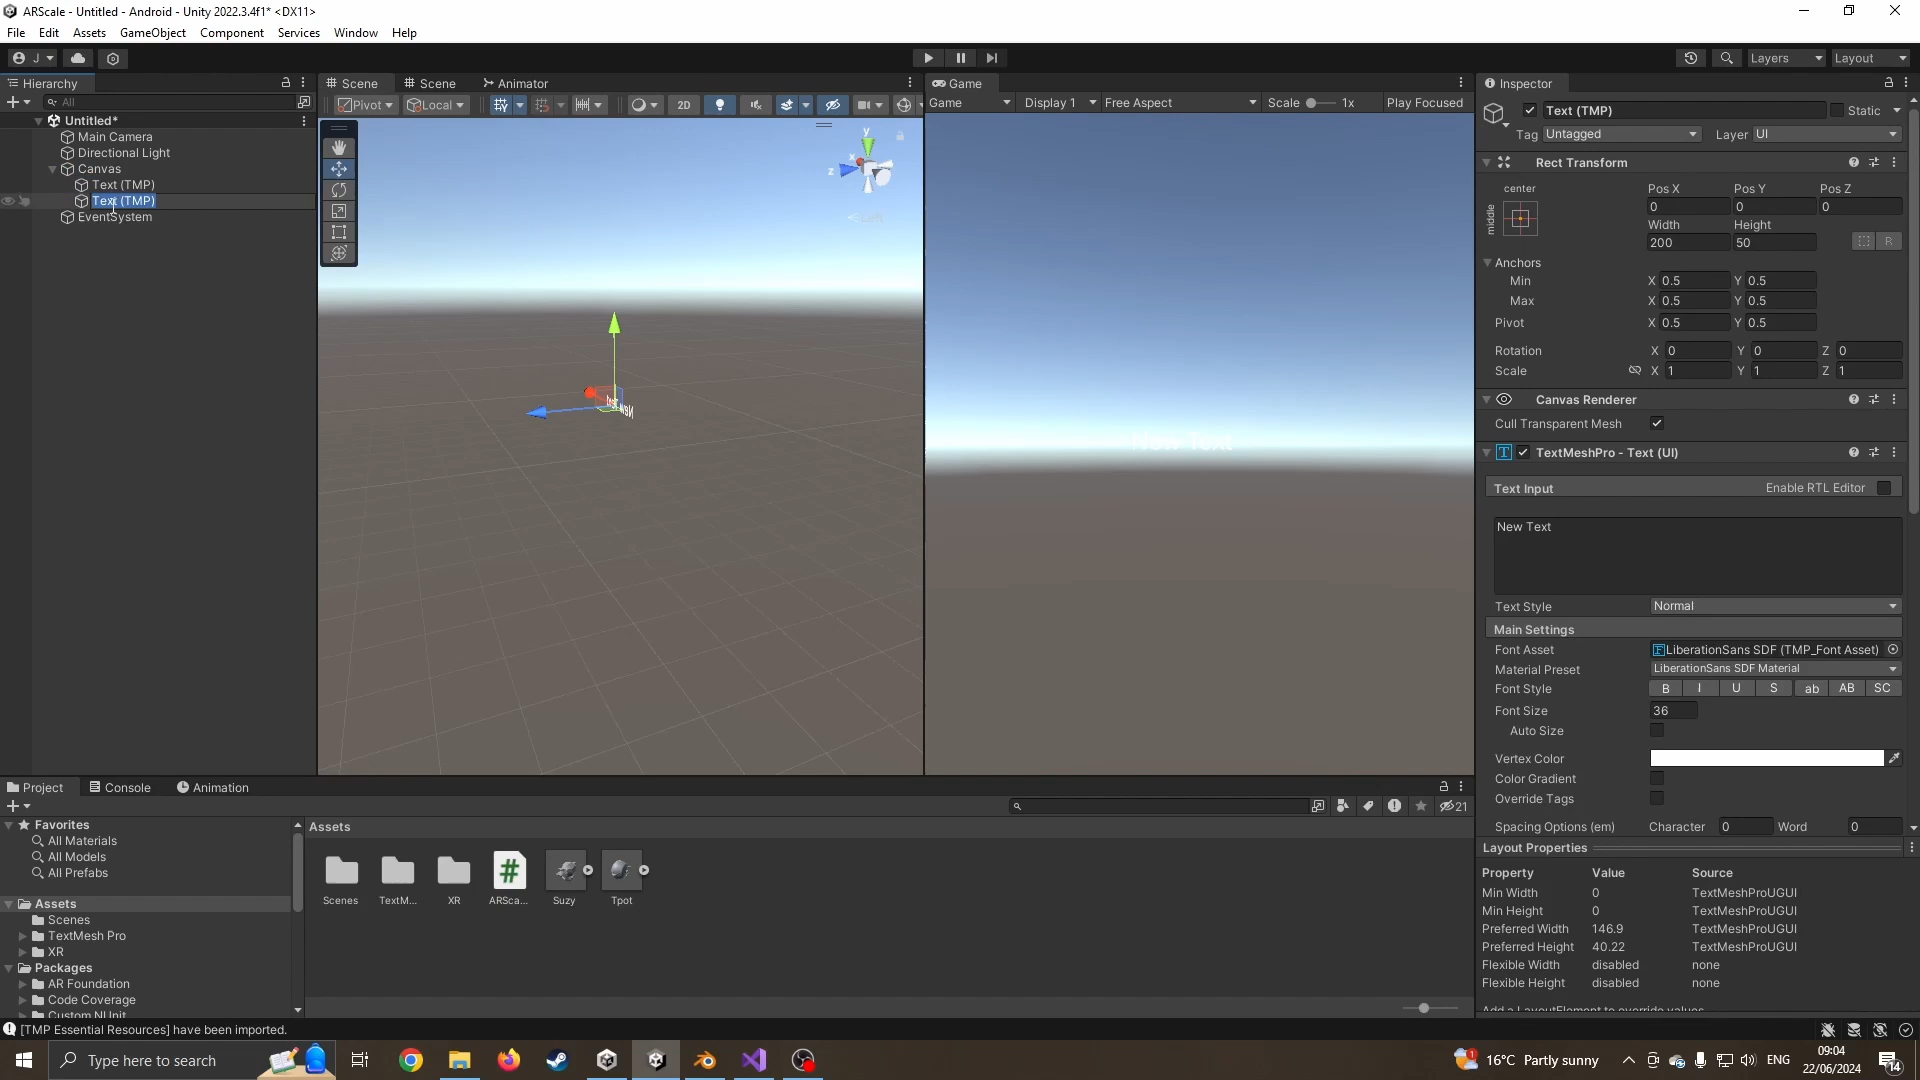 ARScale - Untitled - Android - Unity 2022.3.4f1* <DX11>
File Edit Assets GameObject Component Services Window Help
J Layers Layout
Hierarchy
All
Untitled*
Main Camera
Directional Light
Canvas
Text (TMP)
Text (TMP)
EventSystem
Scene Scene Animator
Pivot Local 2D
y
x
z
Game
Game Display 1 Free Aspect Scale 1x Play Focused
New Text
Inspector
Text (TMP) Static
Tag Untagged Layer UI
Rect Transform
center Pos X Pos Y Pos Z
middle 0 0 0
Width Height
200 50 R
Anchors
Min X 0.5 Y 0.5
Max X 0.5 Y 0.5
Pivot X 0.5 Y 0.5
Rotation X 0 Y 0 Z 0
Scale X 1 Y 1 Z 1
Canvas Renderer
Cull Transparent Mesh
TextMeshPro - Text (UI)
Text Input Enable RTL Editor
New Text
Text Style Normal
Main Settings
Font Asset LiberationSans SDF (TMP_Font Asset)
Material Preset LiberationSans SDF Material
Font Style B I U S ab AB SC
Font Size 36
Auto Size
Vertex Color
Color Gradient
Override Tags
Spacing Options (em) Character 0 Word 0
Layout Properties
Property Value Source
Min Width 0 TextMeshProUGUI
Min Height 0 TextMeshProUGUI
Preferred Width 146.9 TextMeshProUGUI
Preferred Height 40.22 TextMeshProUGUI
Flexible Width disabled none
Flexible Height disabled none
Add a LayoutElement to override values
Project Console Animation
21
Favorites
All Materials
All Models
All Prefabs
Assets
Scenes
TextMesh Pro
XR
Packages
AR Foundation
Code Coverage
Custom NUnit
Assets
Scenes TextM... XR ARSca... Suzy Tpot
[TMP Essential Resources] have been imported.
Type here to search
16°C Partly sunny ENG 09:04
22/06/2024
14